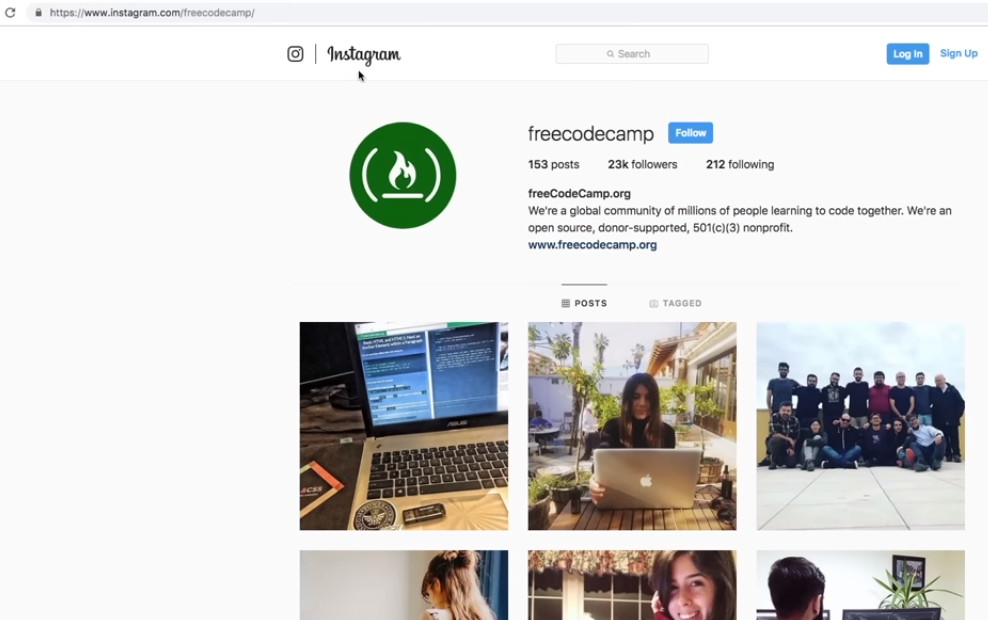 https://www.instagram.com/freecodecamp/
Instagram
Search
Log In
Sign Up
freecodecamp
Follow
153 posts 23k followers 212 following
freeCodeCamp.org
We're a global community of millions of people learning to code together. We're an
open source, donor-supported, 501(c)(3) nonprofit.
www.freecodecamp.org
POSTS
TAGGED
ASUS